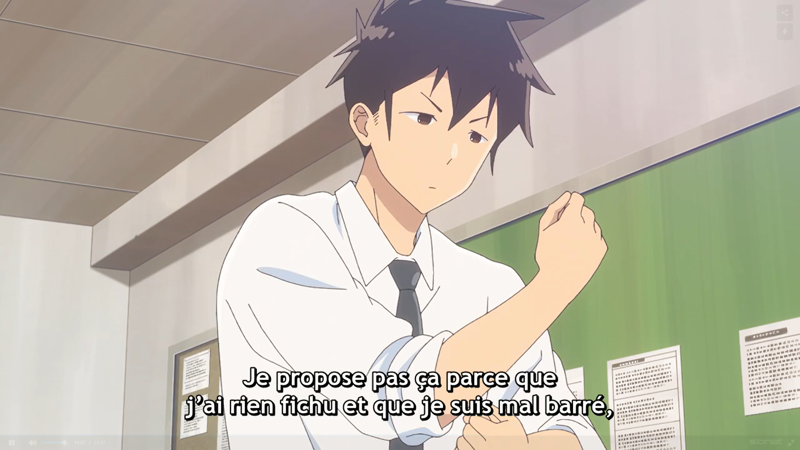 Je propose pas ça parce que
j'ai rien fichu et que je suis mal barré,